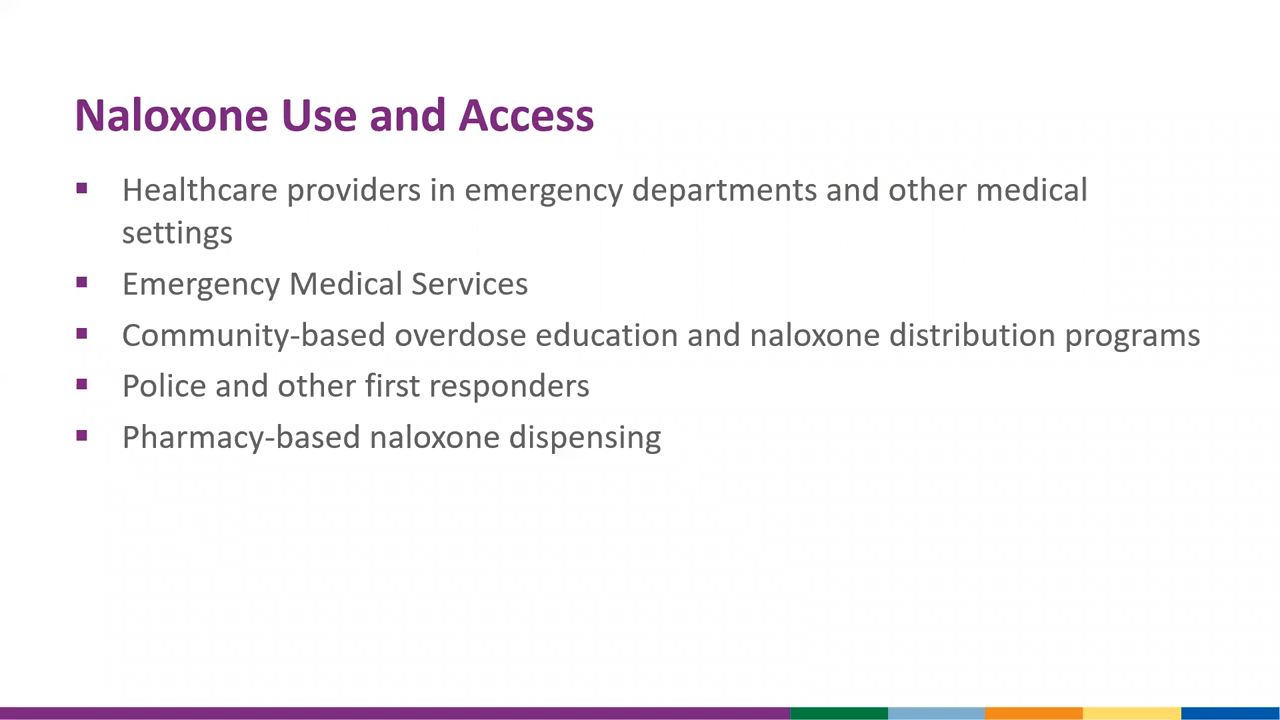 Naloxone Use and Access
▪ Healthcare providers in emergency departments and other medical
settings
▪ Emergency Medical Services
▪ Community-based overdose education and naloxone distribution programs
▪ Police and other first responders
▪ Pharmacy-based naloxone dispensing